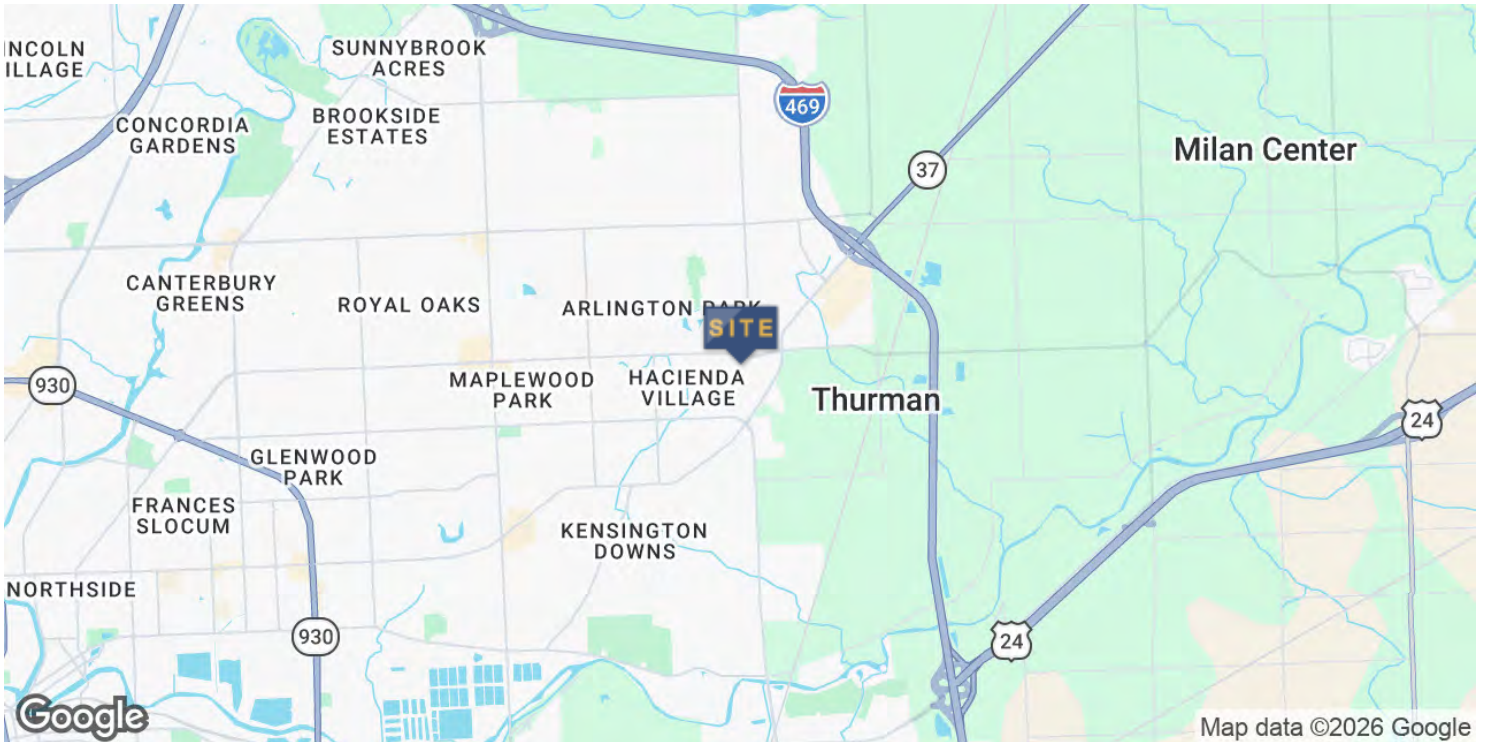 INCOLN
ILLAGE
SUNNYBROOK
ACRES
469
CONCORDIA
GARDENS
BROOKSIDE
ESTATES
37
Milan Center
CANTERBURY
GREENS
ROYAL OAKS
ARLINGTON PARK
SITE
930
MAPLEWOOD
PARK
HACIENDA
VILLAGE
Thurman
24
GLENWOOD
PARK
FRANCES
SLOCUM
KENSINGTON
DOWNS
NORTHSIDE
930
24
Google
Map data ©2026 Google